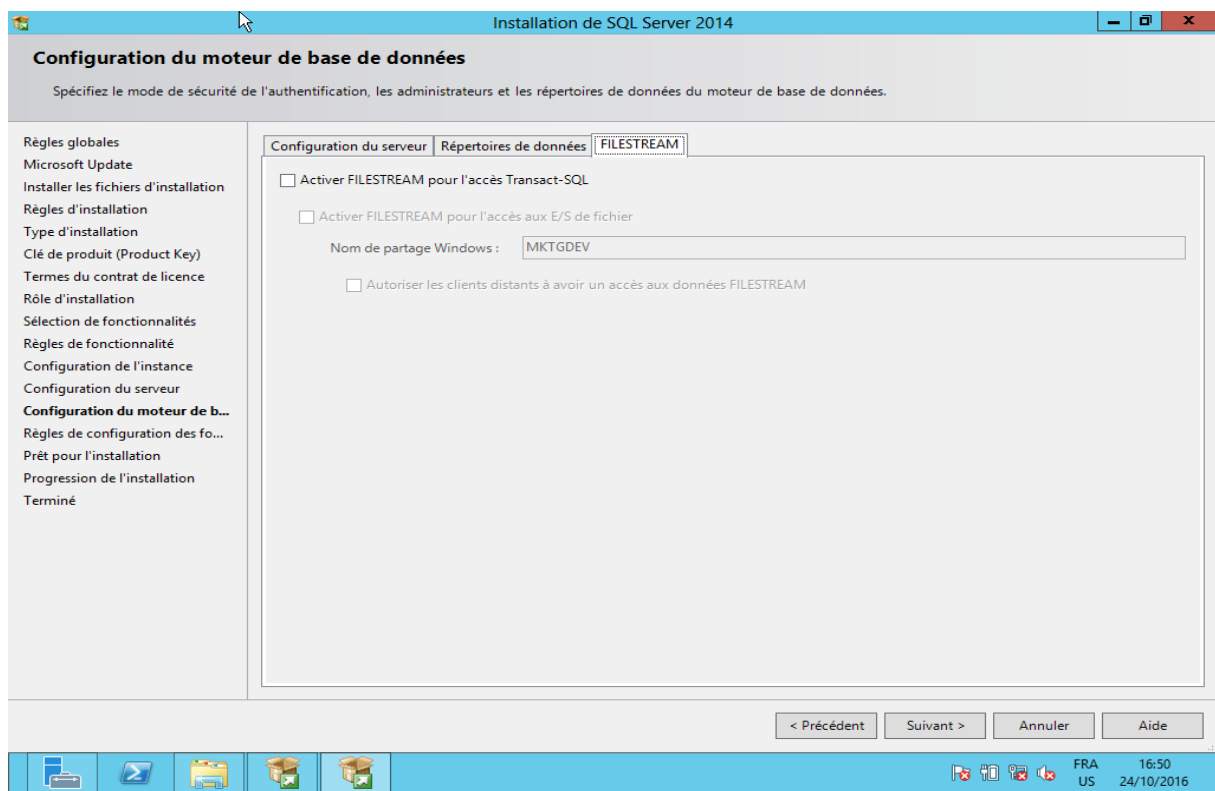 Installation de SQL Server 2014
Configuration du moteur de base de données
Spécifiez le mode de sécurité de l'authentification, les administrateurs et les répertoires de données du moteur de base de données.
Règles globales
Microsoft Update
Installer les fichiers d'installation
Règles d'installation
Type d'installation
Clé de produit (Product Key)
Termes du contrat de licence
Rôle d'installation
Sélection de fonctionnalités
Règles de fonctionnalité
Configuration de l'instance
Configuration du serveur
Configuration du moteur de b...
Règles de configuration des fo...
Prêt pour l'installation
Progression de l'installation
Terminé
Configuration du serveur Répertoires de données FILESTREAM
Activer FILESTREAM pour l'accès Transact-SQL
Activer FILESTREAM pour l'accès aux E/S de fichier
Nom de partage Windows : MKTGDEV
Autoriser les clients distants à avoir un accès aux données FILESTREAM
< Précédent Suivant > Annuler Aide
FRA 16:50
US 24/10/2016